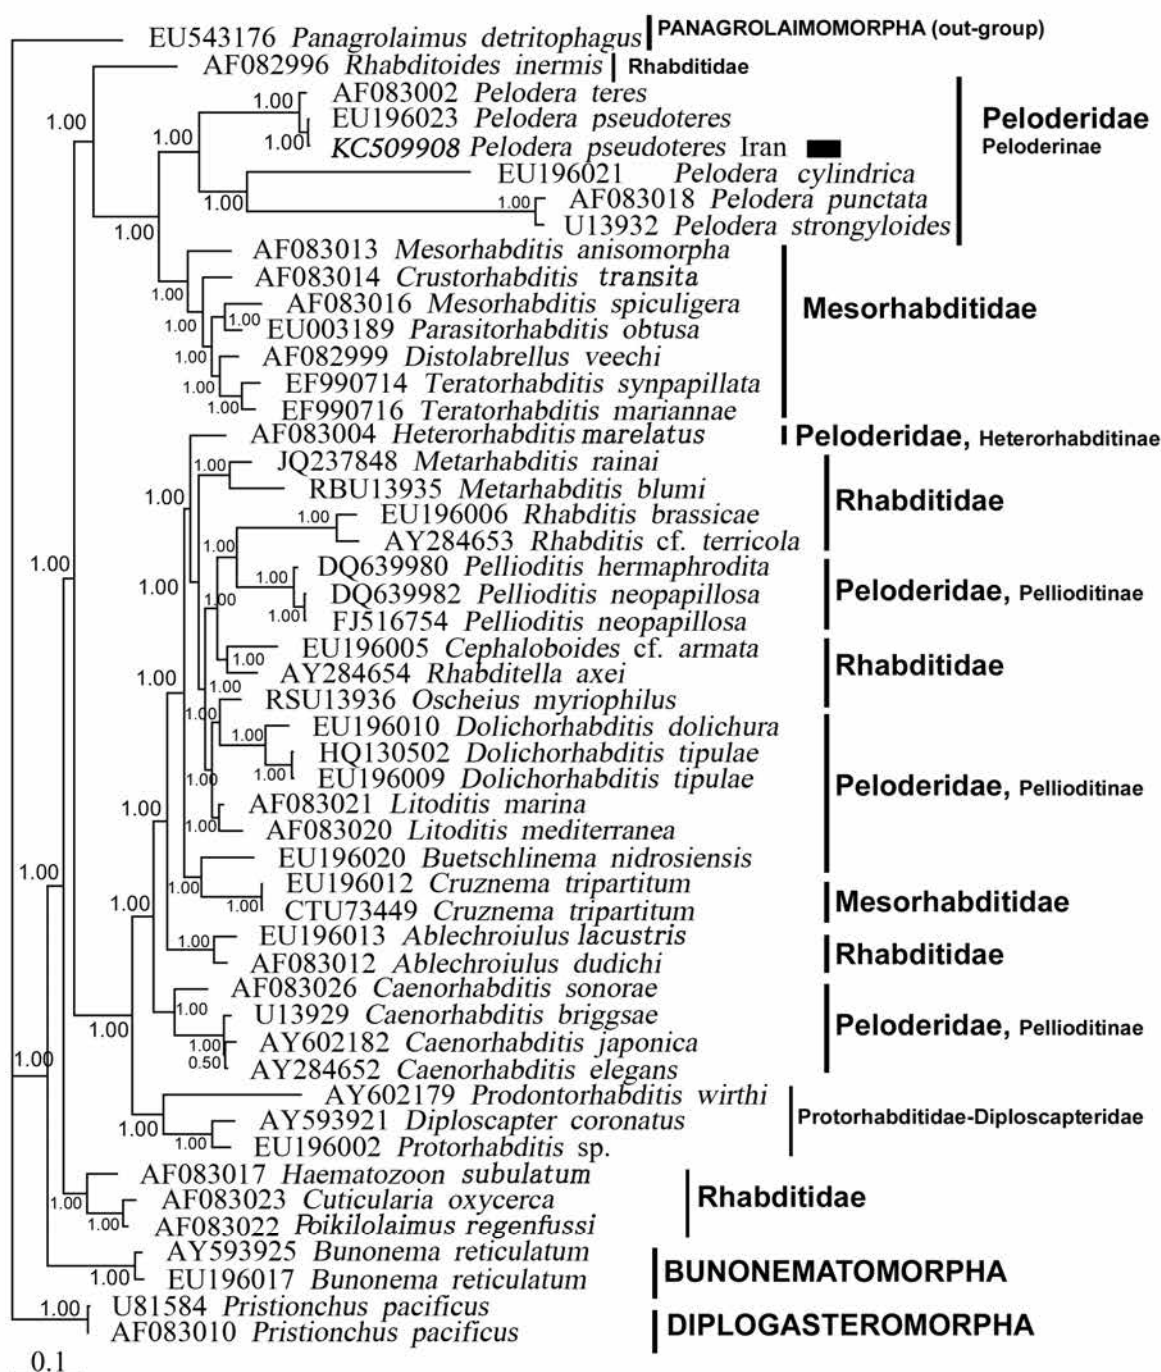 EU543176 Panagrolaimus detritophagus PANAGROLAIMOMORPHA (out-group)
AF082996 Rhabditoides inermis Rhabditidae
1.00 AF083002 Pelodera teres
1.00 1.00 EU196023 Pelodera pseudoteres Peloderidae
1.00 KC509908 Pelodera pseudoteres Iran Peloderinae
EU196021 Pelodera cylindrica
1.00 1.00 AF083018 Pelodera punctata
U13932 Pelodera strongyloides
1.00 AF083013 Mesorhabditis anisomorpha
AF083014 Crustorhabditis transita
1.00 AF083016 Mesorhabditis spiculigera Mesorhabditidae
1.00 1.00 EU003189 Parasitorhabditis obtusa
1.00 AF082999 Distolabrellus veechi
1.00 EF990714 Teratorhabditis synpapillata
1.00 EF990716 Teratorhabditis mariannae
AF083004 Heterorhabditis marelatus Peloderidae, Heterorhabditinae
1.00 JQ237848 Metarhabditis rainai
1.00 RBU13935 Metarhabditis blumi Rhabditidae
1.00 EU196006 Rhabditis brassicae
1.00 AY284653 Rhabditis cf. terricola
1.00 1.00 1.00 DQ639980 Pellioditis hermaphrodita
1.00 DQ639982 Pellioditis neopapillosa Peloderidae, Pellioditinae
1.00 FJ516754 Pellioditis neopapillosa
1.00 EU196005 Cephaloboides cf. armata
1.00 1.00 AY284654 Rhabditella axei Rhabditidae
1.00 RSU13936 Oscheius myriophilus
1.00 EU196010 Dolichorhabditis dolichura
1.00 HQ130502 Dolichorhabditis tipulae
1.00 EU196009 Dolichorhabditis tipulae Peloderidae, Pellioditinae
1.00 AF083021 Litoditis marina
1.00 AF083020 Litoditis mediterranea
EU196020 Buetschlinema nidrosiensis
1.00 1.00 EU196012 Cruznema tripartitum
1.00 1.00 CTU73449 Cruznema tripartitum Mesorhabditidae
1.00 EU196013 Ablechroiulus lacustris
AF083012 Ablechroiulus dudichi Rhabditidae
AF083026 Caenorhabditis sonorae
1.00 U13929 Caenorhabditis briggsae Peloderidae, Pellioditinae
1.00 1.00 AY602182 Caenorhabditis japonica
1.00 0.50 AY284652 Caenorhabditis elegans
AY602179 Prodontorhabditis wirthi
1.00 AY593921 Diploscapter coronatus Protorhabditidae-Diploscapteridae
1.00 EU196002 Protorhabditis sp.
AF083017 Haematozoon subulatum
1.00 AF083023 Cuticularia oxycerca Rhabditidae
1.00 AF083022 Poikilolaimus regenfussi
AY593925 Bunonema reticulatum
1.00 EU196017 Bunonema reticulatum BUNONEMATOMORPHA
1.00 U81584 Pristionchus pacificus
AF083010 Pristionchus pacificus DIPLOGASTEROMORPHA
0.1